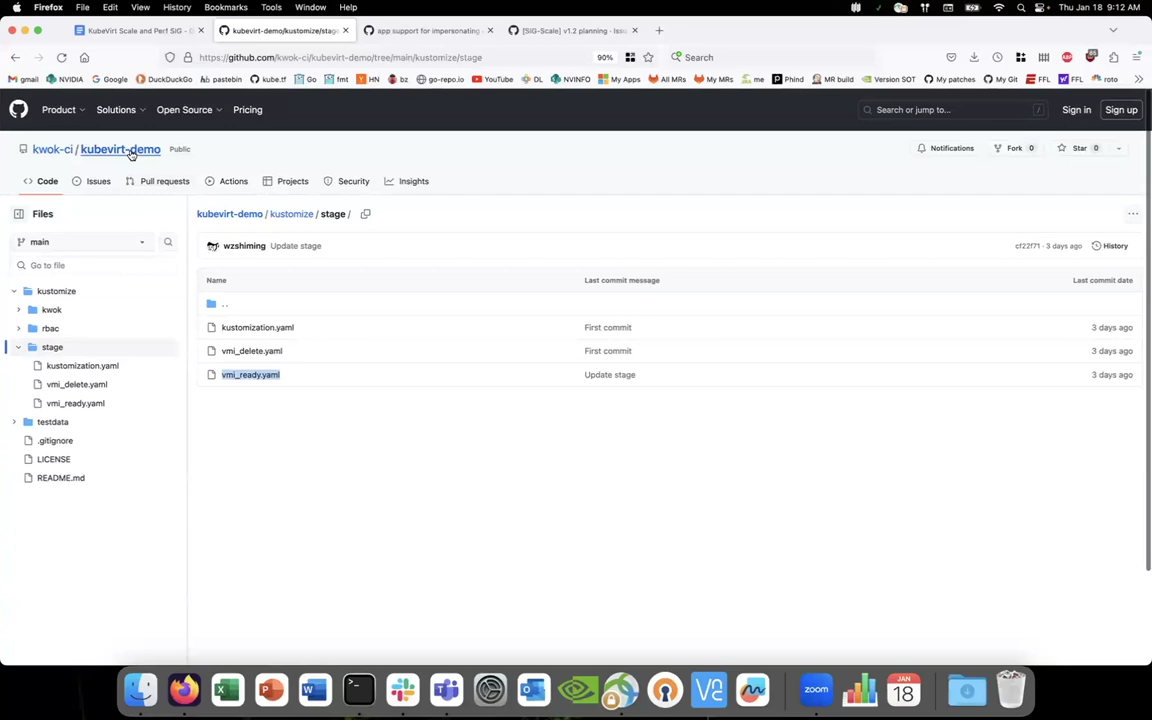 Firefox File Edit View History Bookmarks Tools Window Help Thu Jan 18 9:12 AM
KubeVirt Scale and Perf SIG - × kubevirt-demo/kustomize/stage × app support for impersonating × [SIG-Scale] v1.2 planning · Issu ×
https://github.com/kwok-ci/kubevirt-demo/tree/main/kustomize/stage 90% Search
gmail NVIDIA Google DuckDuckGo pastebin kube.tf Go fmt HN bz go-repo.io YouTube DL NVINFO My Apps All MRs My MRs me Phind MR build Version SOT My patches My Git FFL FFL roto
Product Solutions Open Source Pricing Search or jump to... / Sign in Sign up
kwok-ci / kubevirt-demo Public Notifications Fork 0 Star 0
Code Issues Pull requests Actions Projects Security Insights
Files
main
Go to file
kustomize
kwok
rbac
stage
kustomization.yaml
vmi_delete.yaml
vmi_ready.yaml
testdata
.gitignore
LICENSE
README.md
kubevirt-demo / kustomize / stage /
wzshiming Update stage cf22f71 · 3 days ago History
Name Last commit message Last commit date
..
kustomization.yaml First commit 3 days ago
vmi_delete.yaml First commit 3 days ago
vmi_ready.yaml Update stage 3 days ago
zoom JAN
18